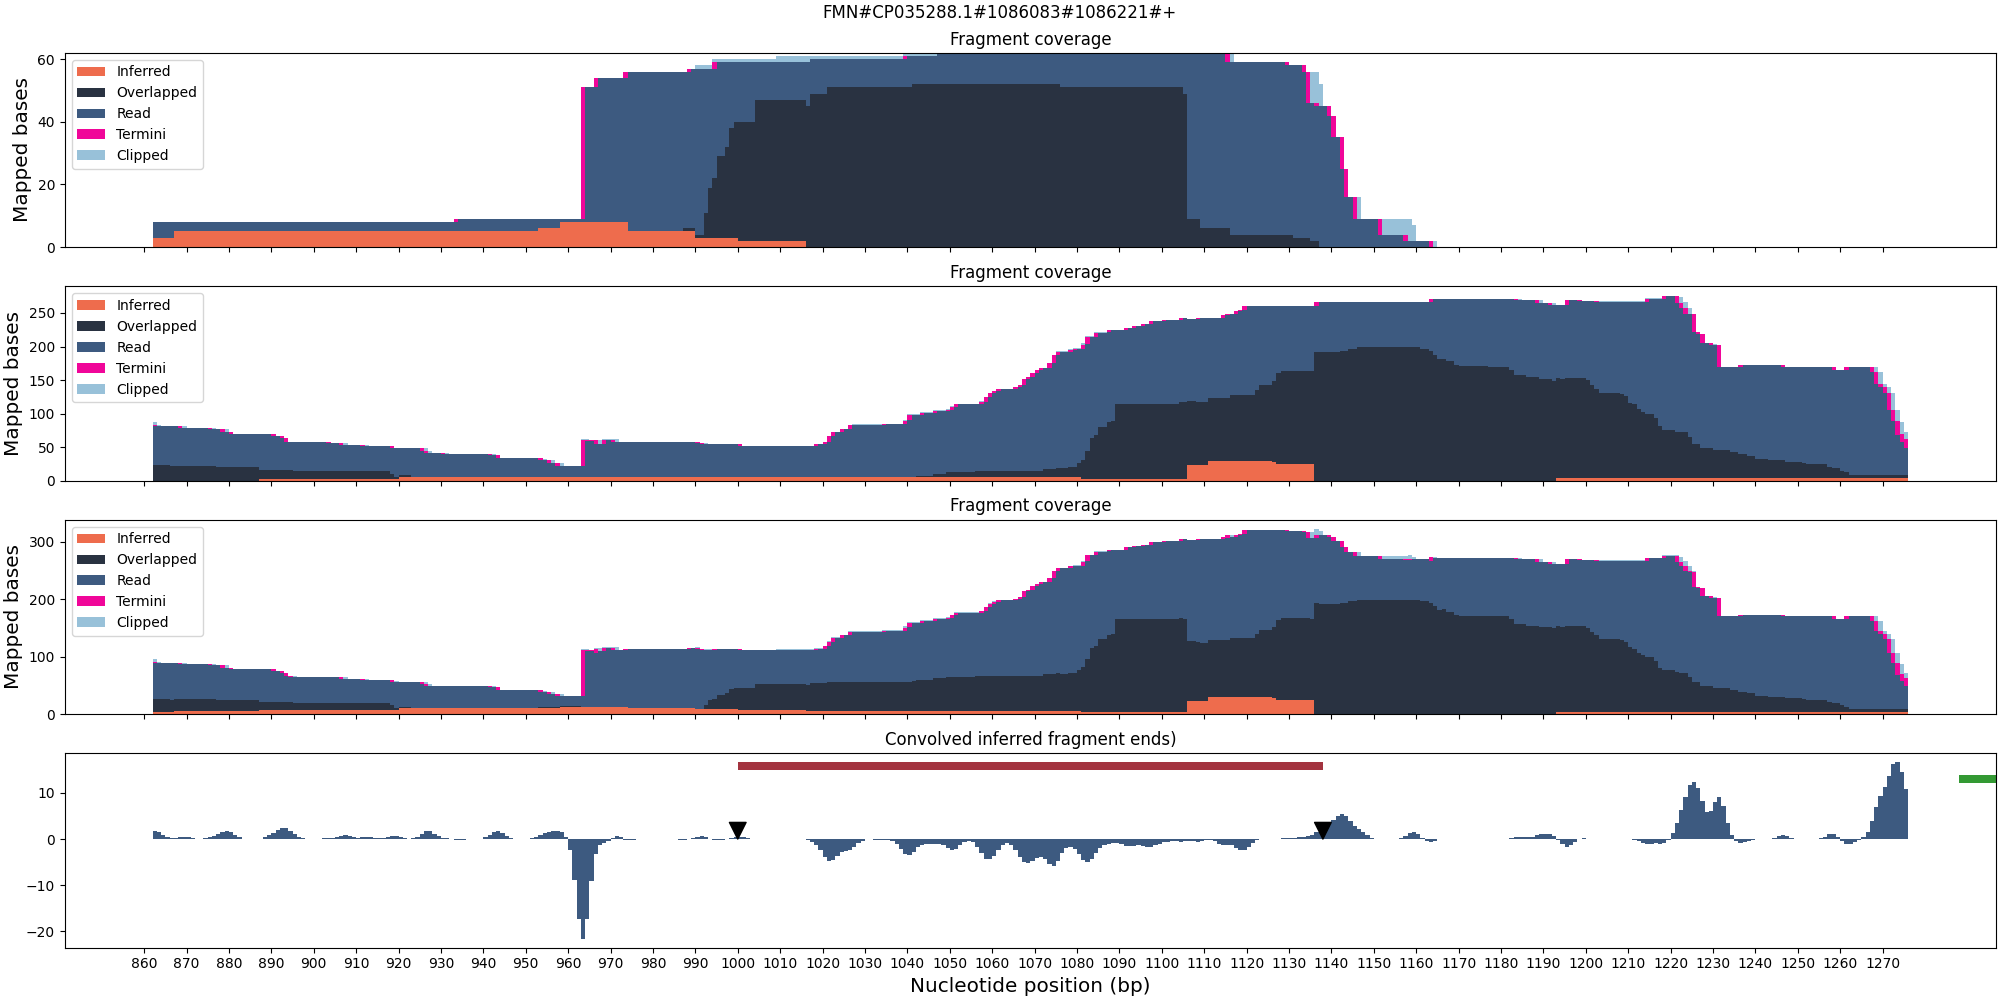 FMN#CP035288.1#1086083#1086221#+
Fragment coverage
Mapped bases
60
40
20
0
Inferred
Overlapped
Read
Termini
Clipped
Fragment coverage
Mapped bases
250
200
150
100
50
0
Inferred
Overlapped
Read
Termini
Clipped
Fragment coverage
Mapped bases
300
200
100
0
Inferred
Overlapped
Read
Termini
Clipped
Convolved inferred fragment ends)
10
0
−10
−20
860 870 880 890 900 910 920 930 940 950 960 970 980 990 1000 1010 1020 1030 1040 1050 1060 1070 1080 1090 1100 1110 1120 1130 1140 1150 1160 1170 1180 1190 1200 1210 1220 1230 1240 1250 1260 1270
Nucleotide position (bp)